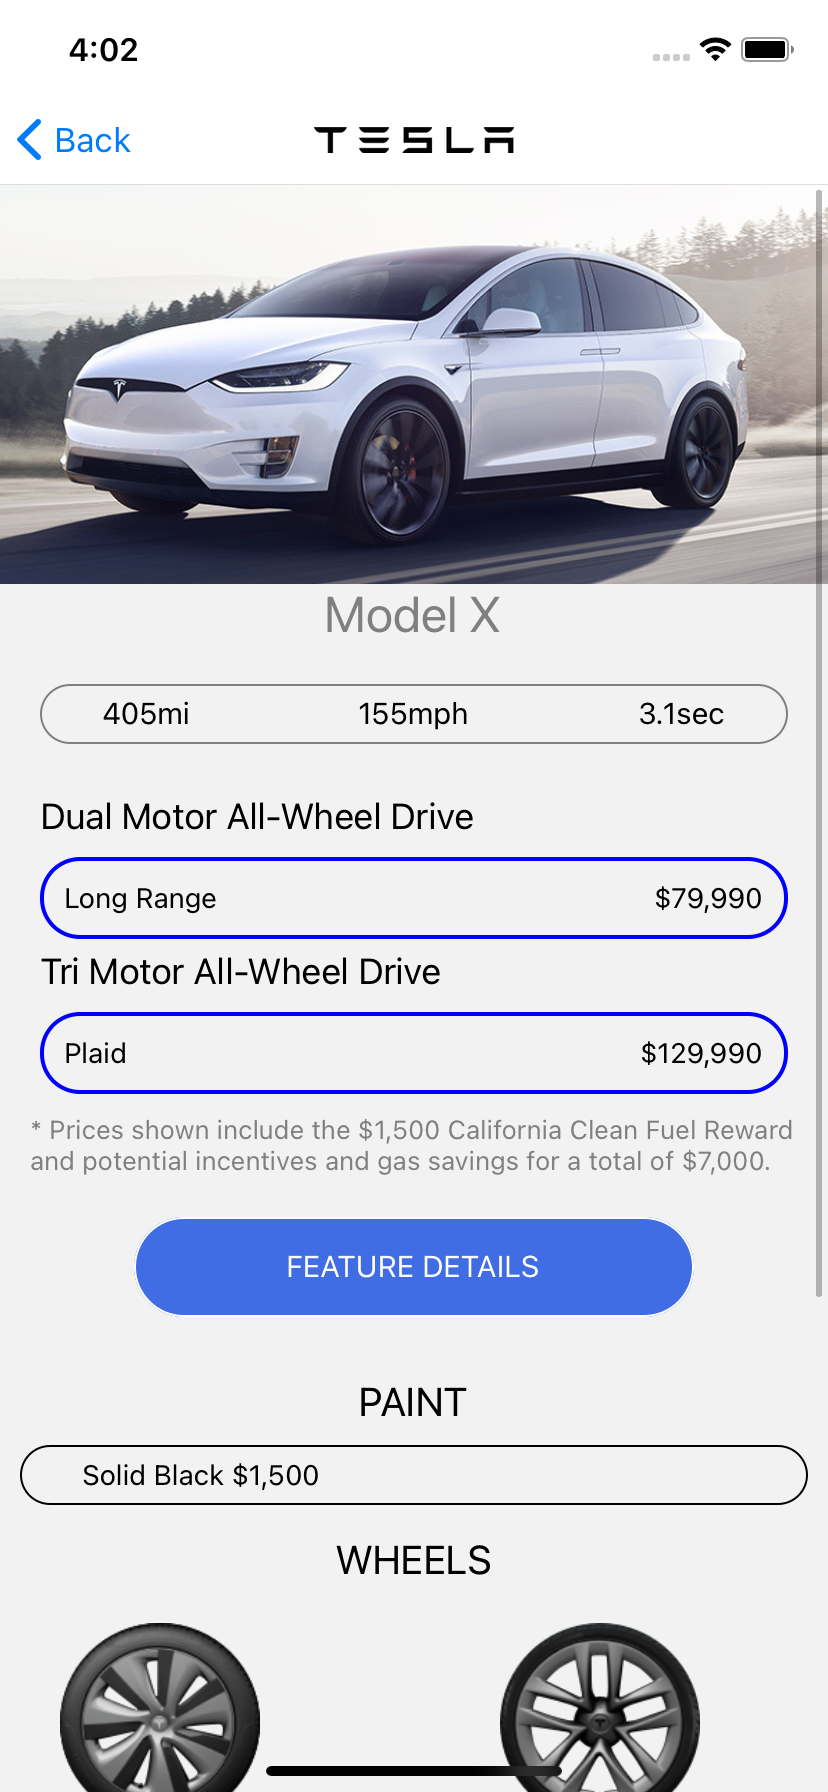 4:02
Back
TESLA
Model X
405mi 155mph 3.1sec
Dual Motor All-Wheel Drive
Long Range $79,990
Tri Motor All-Wheel Drive
Plaid $129,990
* Prices shown include the $1,500 California Clean Fuel Reward
and potential incentives and gas savings for a total of $7,000.
FEATURE DETAILS
PAINT
Solid Black $1,500
WHEELS